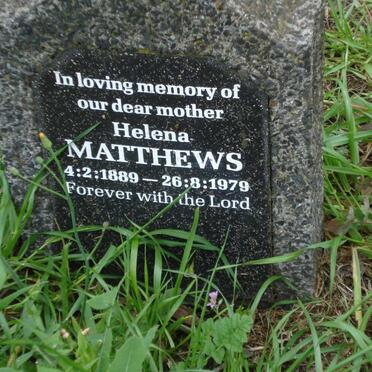 In loving memory of
our dear mother
Helena
MATTHEWS
4:2:1889 — 26:8:1979
Forever with the Lord